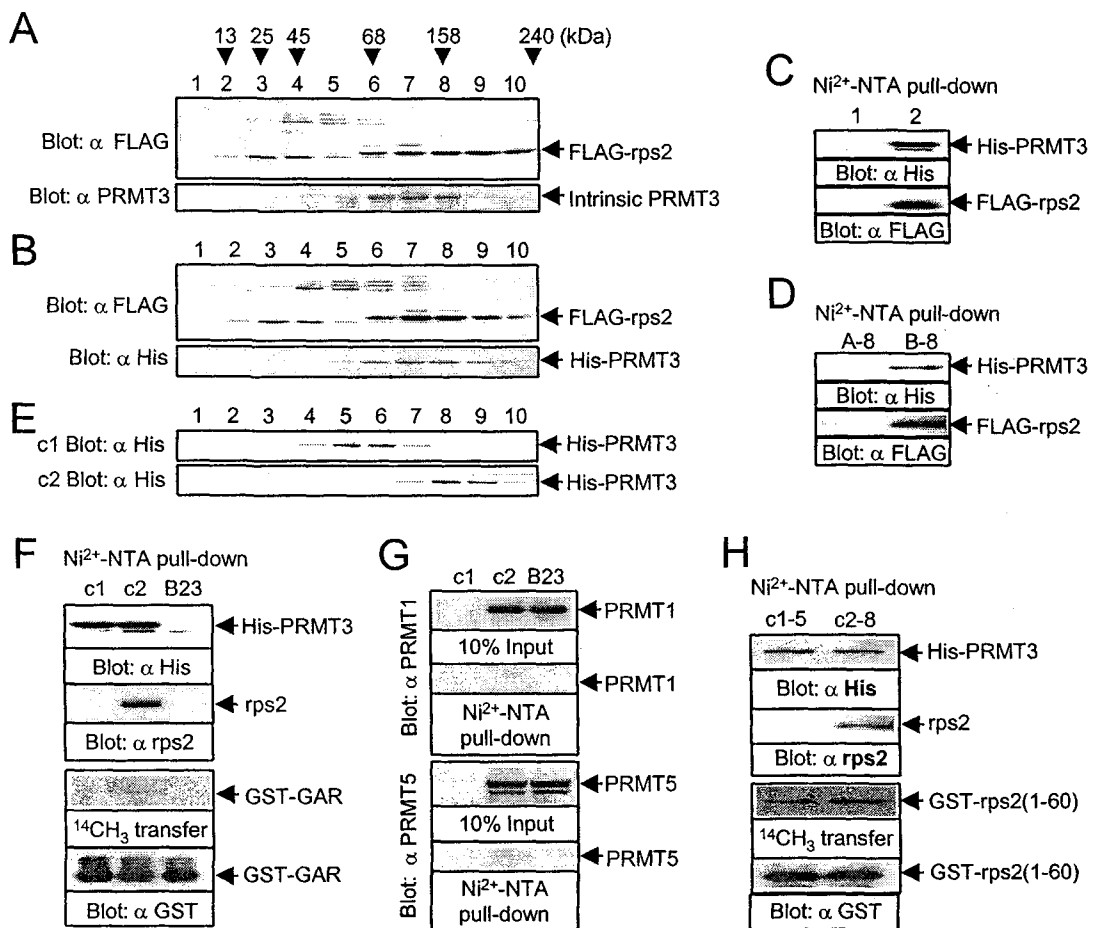 A
13 25 45 68 158 240 (kDa)
1 2 3 4 5 6 7 8 9 10
Blot: α FLAG
FLAG-rps2
Blot: α PRMT3
Intrinsic PRMT3
B
1 2 3 4 5 6 7 8 9 10
Blot: α FLAG
FLAG-rps2
Blot: α His
His-PRMT3
E
1 2 3 4 5 6 7 8 9 10
c1 Blot: α His
His-PRMT3
c2 Blot: α His
His-PRMT3
C
Ni²⁺-NTA pull-down
1 2
His-PRMT3
Blot: α His
FLAG-rps2
Blot: α FLAG
D
Ni²⁺-NTA pull-down
A-8 B-8
His-PRMT3
Blot: α His
FLAG-rps2
Blot: α FLAG
F
Ni²⁺-NTA pull-down
c1 c2 B23
His-PRMT3
Blot: α His
rps2
Blot: α rps2
GST-GAR
¹⁴CH₃ transfer
GST-GAR
Blot: α GST
G
c1 c2 B23
Blot: α PRMT1
PRMT1
10% Input
PRMT1
Ni²⁺-NTA
pull-down
Blot: α PRMT5
PRMT5
10% Input
PRMT5
Ni²⁺-NTA
pull-down
H
Ni²⁺-NTA pull-down
c1-5 c2-8
His-PRMT3
Blot: α His
rps2
Blot: α rps2
GST-rps2(1-60)
¹⁴CH₃ transfer
GST-rps2(1-60)
Blot: α GST